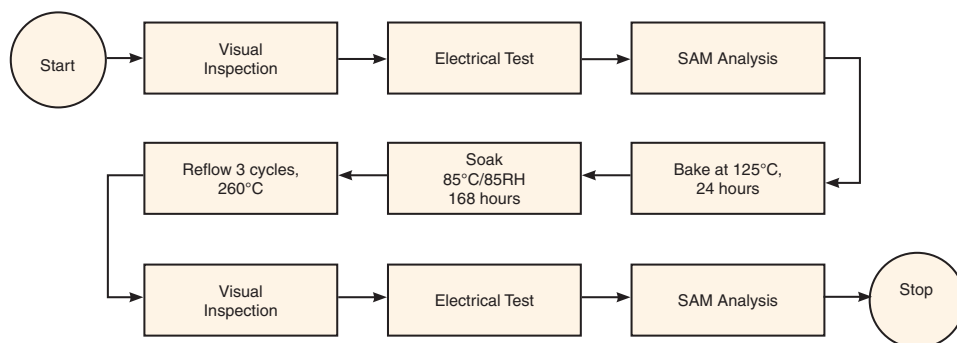 Start
Visual
Inspection
Electrical Test
SAM Analysis
Reflow 3 cycles,
260°C
Soak
85°C/85RH
168 hours
Bake at 125°C,
24 hours
Visual
Inspection
Electrical Test
SAM Analysis
Stop